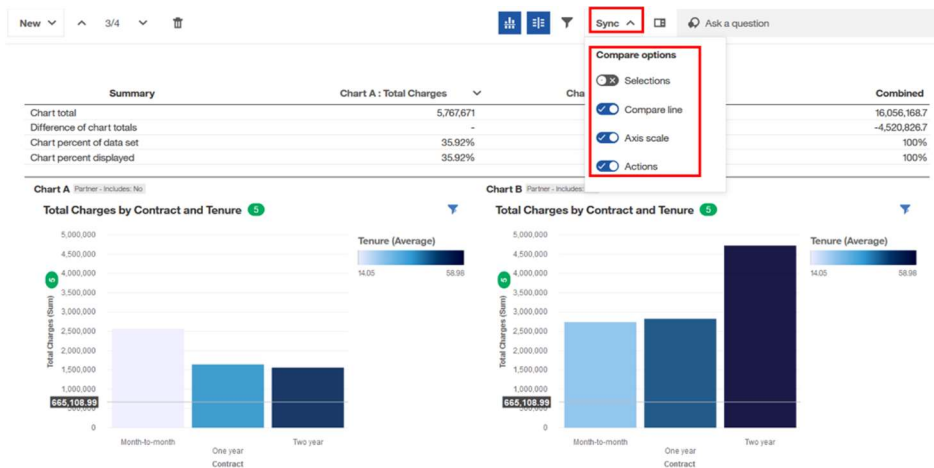 New
3/4
Sync
Ask a question
Compare options
Selections
Compare line
Axis scale
Actions
Summary
Chart A : Total Charges
Cha
Combined
Chart total
5,767,671
16,056,168.7
Difference of chart totals
-
-4,520,826.7
Chart percent of data set
35.92%
100%
Chart percent displayed
35.92%
100%
Chart A Partner - Includes: No
Total Charges by Contract and Tenure 5
Tenure (Average)
14.05 58.98
5
Total Charges (Sum)
5,000,000
4,500,000
4,000,000
3,500,000
3,000,000
2,500,000
2,000,000
1,500,000
1,000,000
665,108.99
0
Month-to-month
One year
Two year
Contract
Chart B Partner - Includes:
Total Charges by Contract and Tenure 5
Tenure (Average)
14.05 58.98
5
Total Charges (Sum)
5,000,000
4,500,000
4,000,000
3,500,000
3,000,000
2,500,000
2,000,000
1,500,000
1,000,000
665,108.99
0
Month-to-month
One year
Two year
Contract